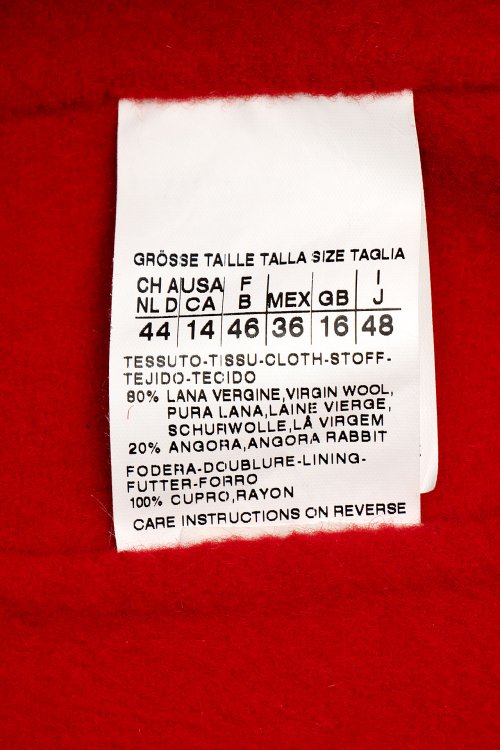 GRÖSSE TAILLE TALLA SIZE TAGLIA
CH A USA F I
NL D CA B MEX GB J
44 14 46 36 16 48
TESSUTO-TISSU-CLOTH-STOFF-
TEJIDO-TECIDO
80% LANA VERGINE,VIRGIN WOOL,
PURA LANA,LAINE VIERGE,
SCHURWOLLE,LÂ VIRGEM
20% ANGORA,ANGORA RABBIT
FODERA-DOUBLURE-LINING-
FUTTER-FORRO
100% CUPRO,RAYON
CARE INSTRUCTIONS ON REVERSE